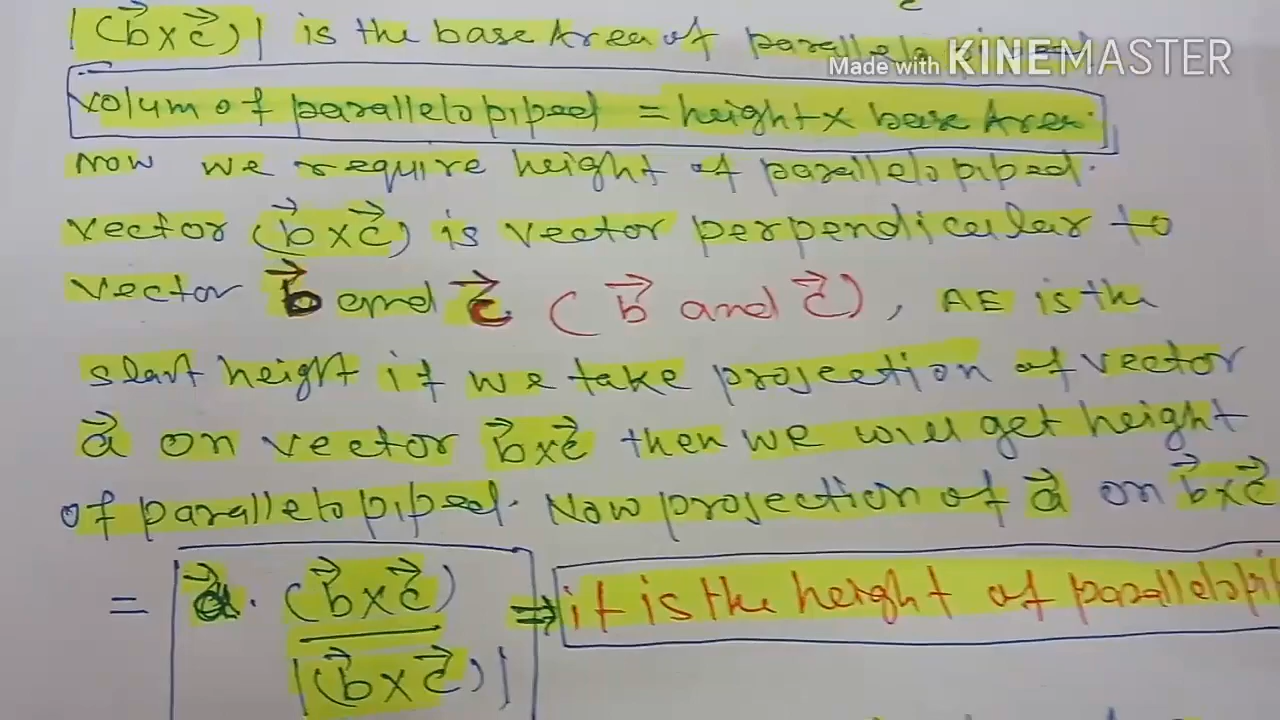 |(b⃗×c⃗)| is the base Area of
Made with KINEMASTER
volum of parallelopiped = height × base Area.
Now we require height of parallelopiped.
vector (b⃗×c⃗) is vector perpendicular to
vector b⃗ and c⃗ (b⃗ and c⃗), AE is the
slant height if we take projection of vector
a⃗ on vector b⃗×c⃗ then we will get height
of parallelopiped. Now projection of a⃗ on b⃗×c⃗
= a⃗. (b⃗×c⃗) ⇒ it is the height of parallelopi
|(b⃗×c⃗)|